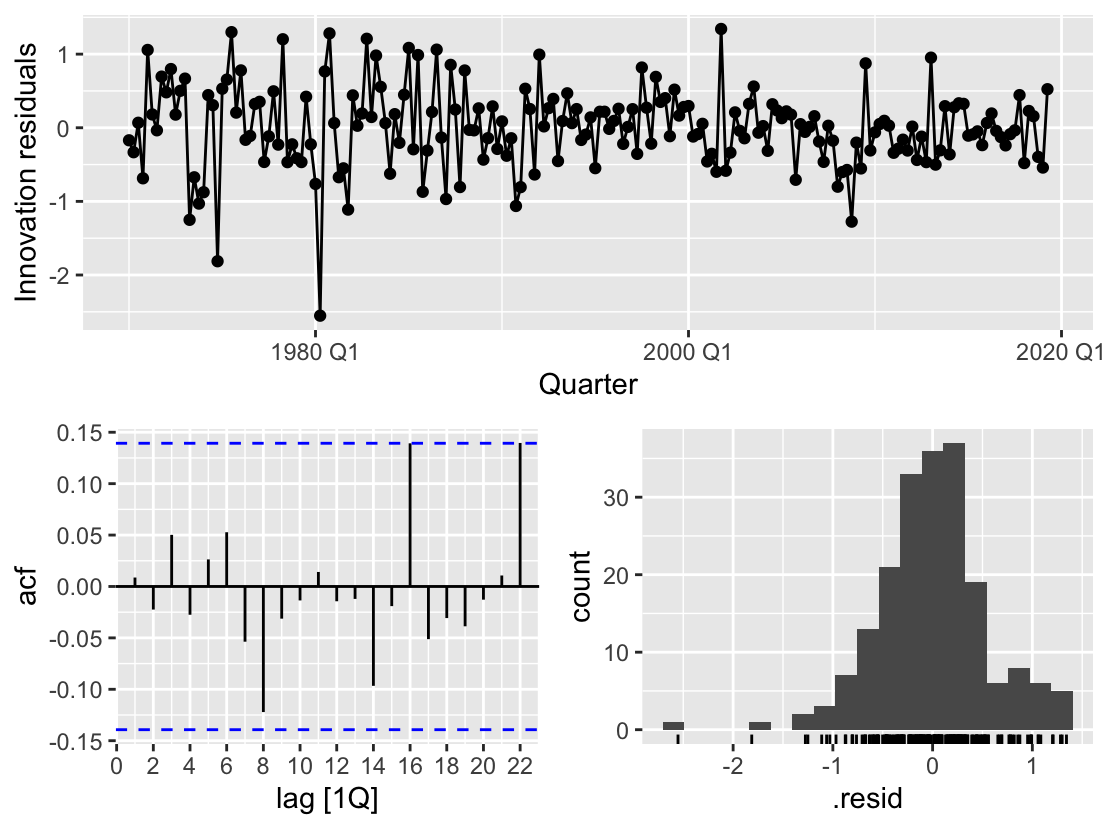 Innovation residuals
1
0
-1
-2
1980 Q1
2000 Q1
2020 Q1
Quarter
acf
0.15
0.10
0.05
0.00
-0.05
-0.10
-0.15
0 2 4 6 8 10 12 14 16 18 20 22
lag [1Q]
count
30
20
10
0
-2 -1 0 1
.resid